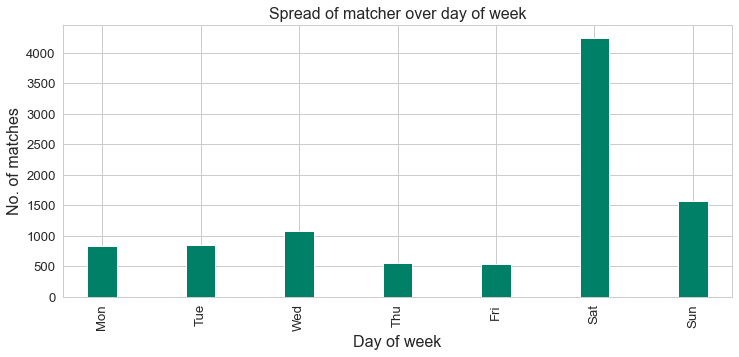 Spread of matcher over day of week
No. of matches
4000
3500
3000
2500
2000
1500
1000
500
0
Mon
Tue
Wed
Thu
Fri
Sat
Sun
Day of week